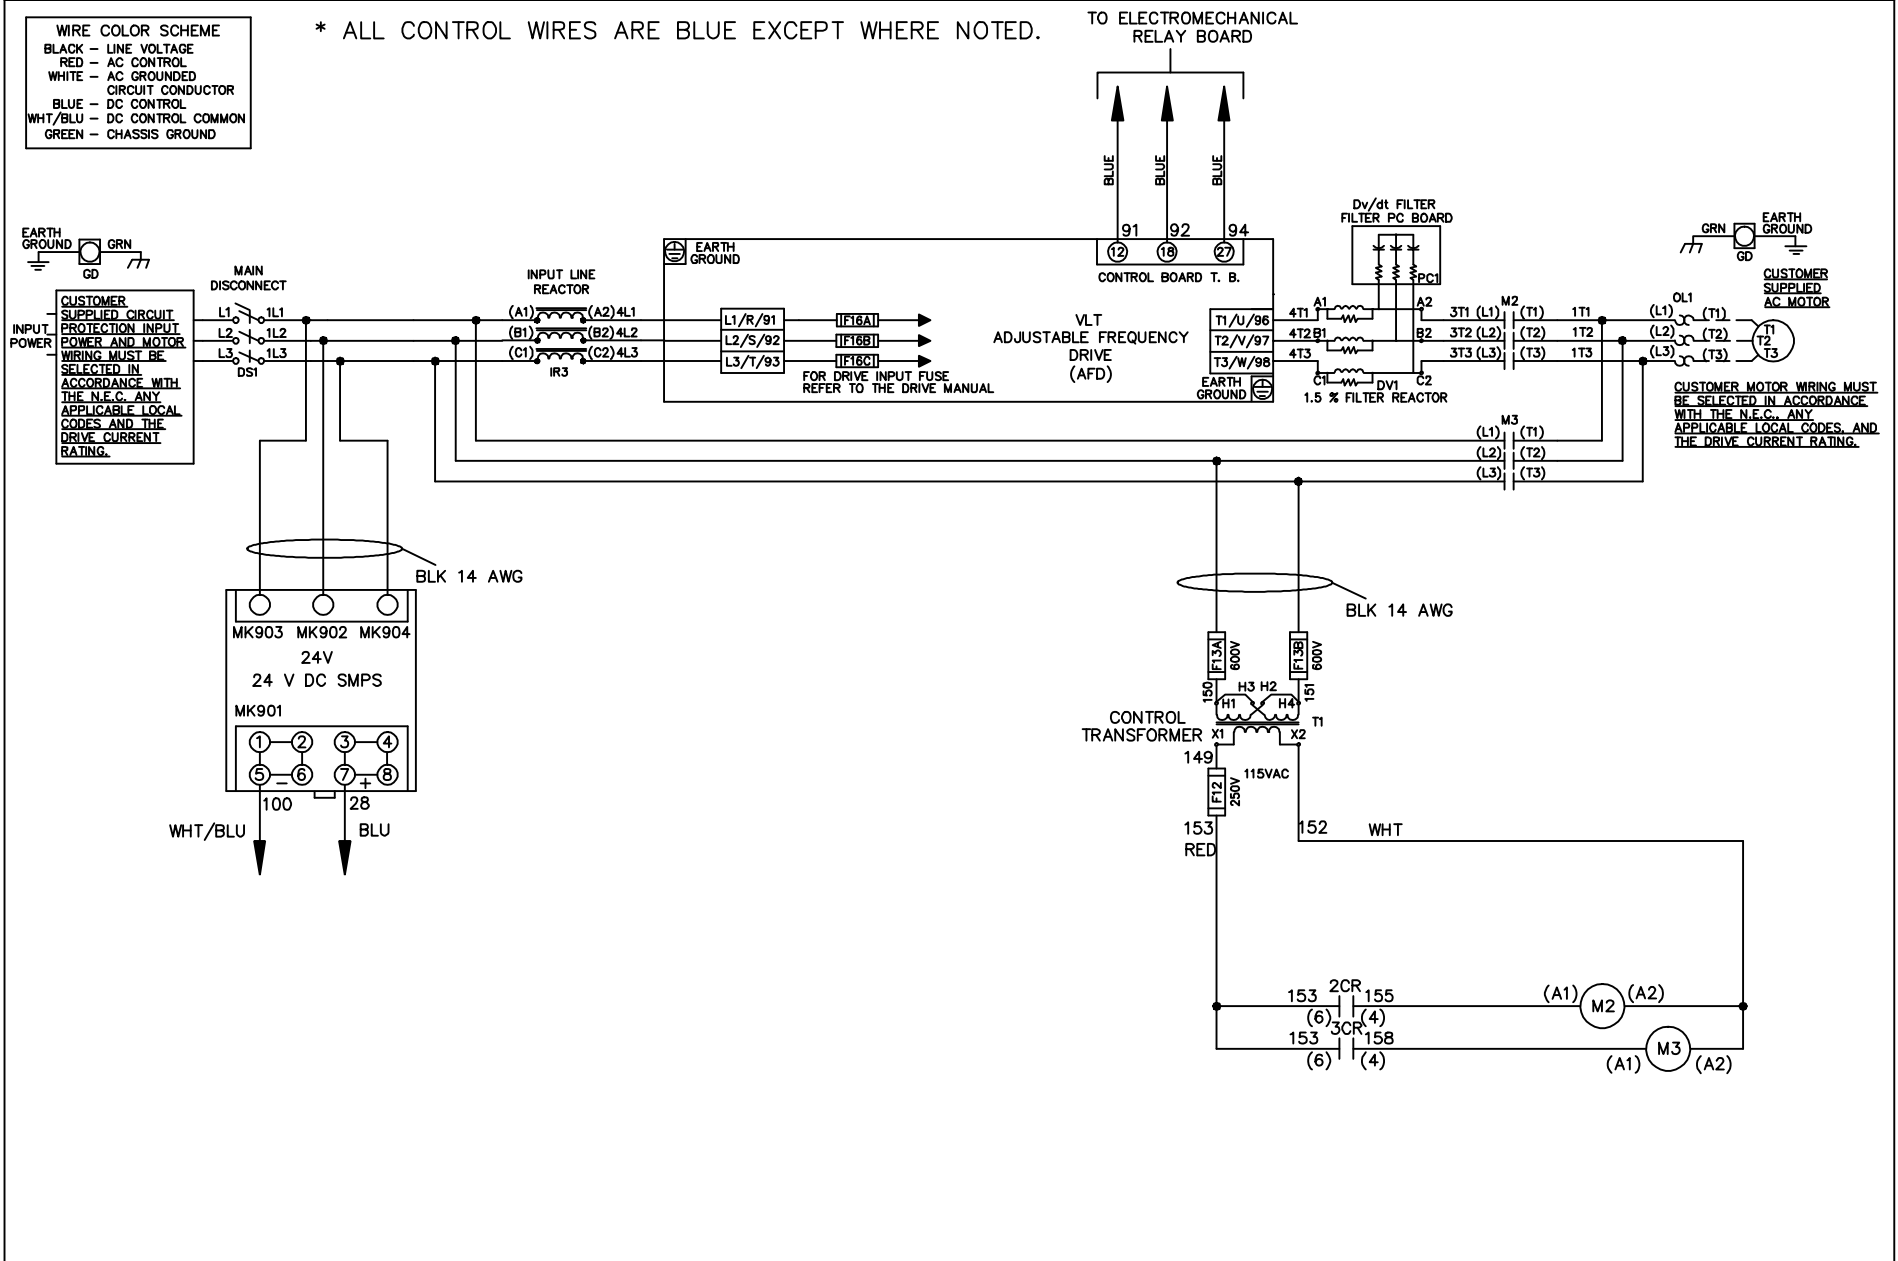 WIRE COLOR SCHEME
BLACK – LINE VOLTAGE
RED – AC CONTROL
WHITE – AC GROUNDED
CIRCUIT CONDUCTOR
BLUE – DC CONTROL
WHT/BLU – DC CONTROL COMMON
GREEN – CHASSIS GROUND
* ALL CONTROL WIRES ARE BLUE EXCEPT WHERE NOTED.
TO ELECTROMECHANICAL
RELAY BOARD
BLUE BLUE BLUE
91 92 94
12 18 27
CONTROL BOARD T. B.
EARTH
GROUND
GRN
GD
MAIN
DISCONNECT
INPUT
POWER
CUSTOMER
SUPPLIED CIRCUIT
PROTECTION INPUT
POWER AND MOTOR
WIRING MUST BE
SELECTED IN
ACCORDANCE WITH
THE N.E.C. ANY
APPLICABLE LOCAL
CODES AND THE
DRIVE CURRENT
RATING.
L1 1L1
L2 1L2
L3 1L3
DS1
INPUT LINE
REACTOR
(A1) (A2) 4L1
(B1) (B2) 4L2
(C1) (C2) 4L3
IR3
EARTH
GROUND
L1/R/91
L2/S/92
L3/T/93
IF16A
IF16B
IF16C
FOR DRIVE INPUT FUSE
REFER TO THE DRIVE MANUAL
VLT
ADJUSTABLE FREQUENCY
DRIVE
(AFD)
T1/U/96
T2/V/97
T3/W/98
EARTH
GROUND
Dv/dt FILTER
FILTER PC BOARD
PC1
4T1 A1 A2 3T1 (L1) M2 (T1) 1T1
4T2 B1 B2 3T2 (L2) (T2) 1T2
4T3 C1 C2 3T3 (L3) (T3) 1T3
DV1
1.5 % FILTER REACTOR
GRN
EARTH
GROUND
GD
CUSTOMER
SUPPLIED
AC MOTOR
OL1
(L1) (T1)
(L2) (T2)
(L3) (T3)
T1
T2
T3
CUSTOMER MOTOR WIRING MUST
BE SELECTED IN ACCORDANCE
WITH THE N.E.C., ANY
APPLICABLE LOCAL CODES, AND
THE DRIVE CURRENT RATING.
M3
(L1) (T1)
(L2) (T2)
(L3) (T3)
BLK 14 AWG
MK903 MK902 MK904
24V
24 V DC SMPS
MK901
1 2 3 4
5 6 7 8
– +
100 28
WHT/BLU BLU
BLK 14 AWG
F13A 600V F13B 600V
150 151
H1 H3 H2 H4
T1
CONTROL
TRANSFORMER
X1 X2
149
115VAC
F12 250V
153
RED
152 WHT
153 2CR 155 (A1) M2 (A2)
(6) (4)
153 3CR 158 (A1) M3 (A2)
(6) (4)